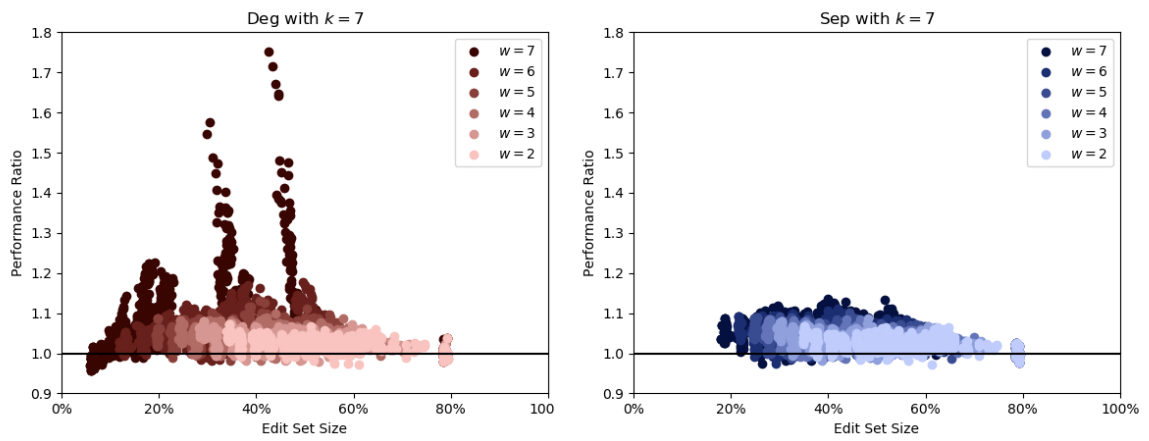 Deg with k = 7
1.8
1.7
1.6
1.5
1.4
1.3
1.2
1.1
1.0
0.9
Performance Ratio
0%
20%
40%
60%
80%
100
Edit Set Size
w = 7
w = 6
w = 5
w = 4
w = 3
w = 2
Sep with k = 7
1.8
1.7
1.6
1.5
1.4
1.3
1.2
1.1
1.0
0.9
Performance Ratio
0%
20%
40%
60%
80%
100%
Edit Set Size
w = 7
w = 6
w = 5
w = 4
w = 3
w = 2